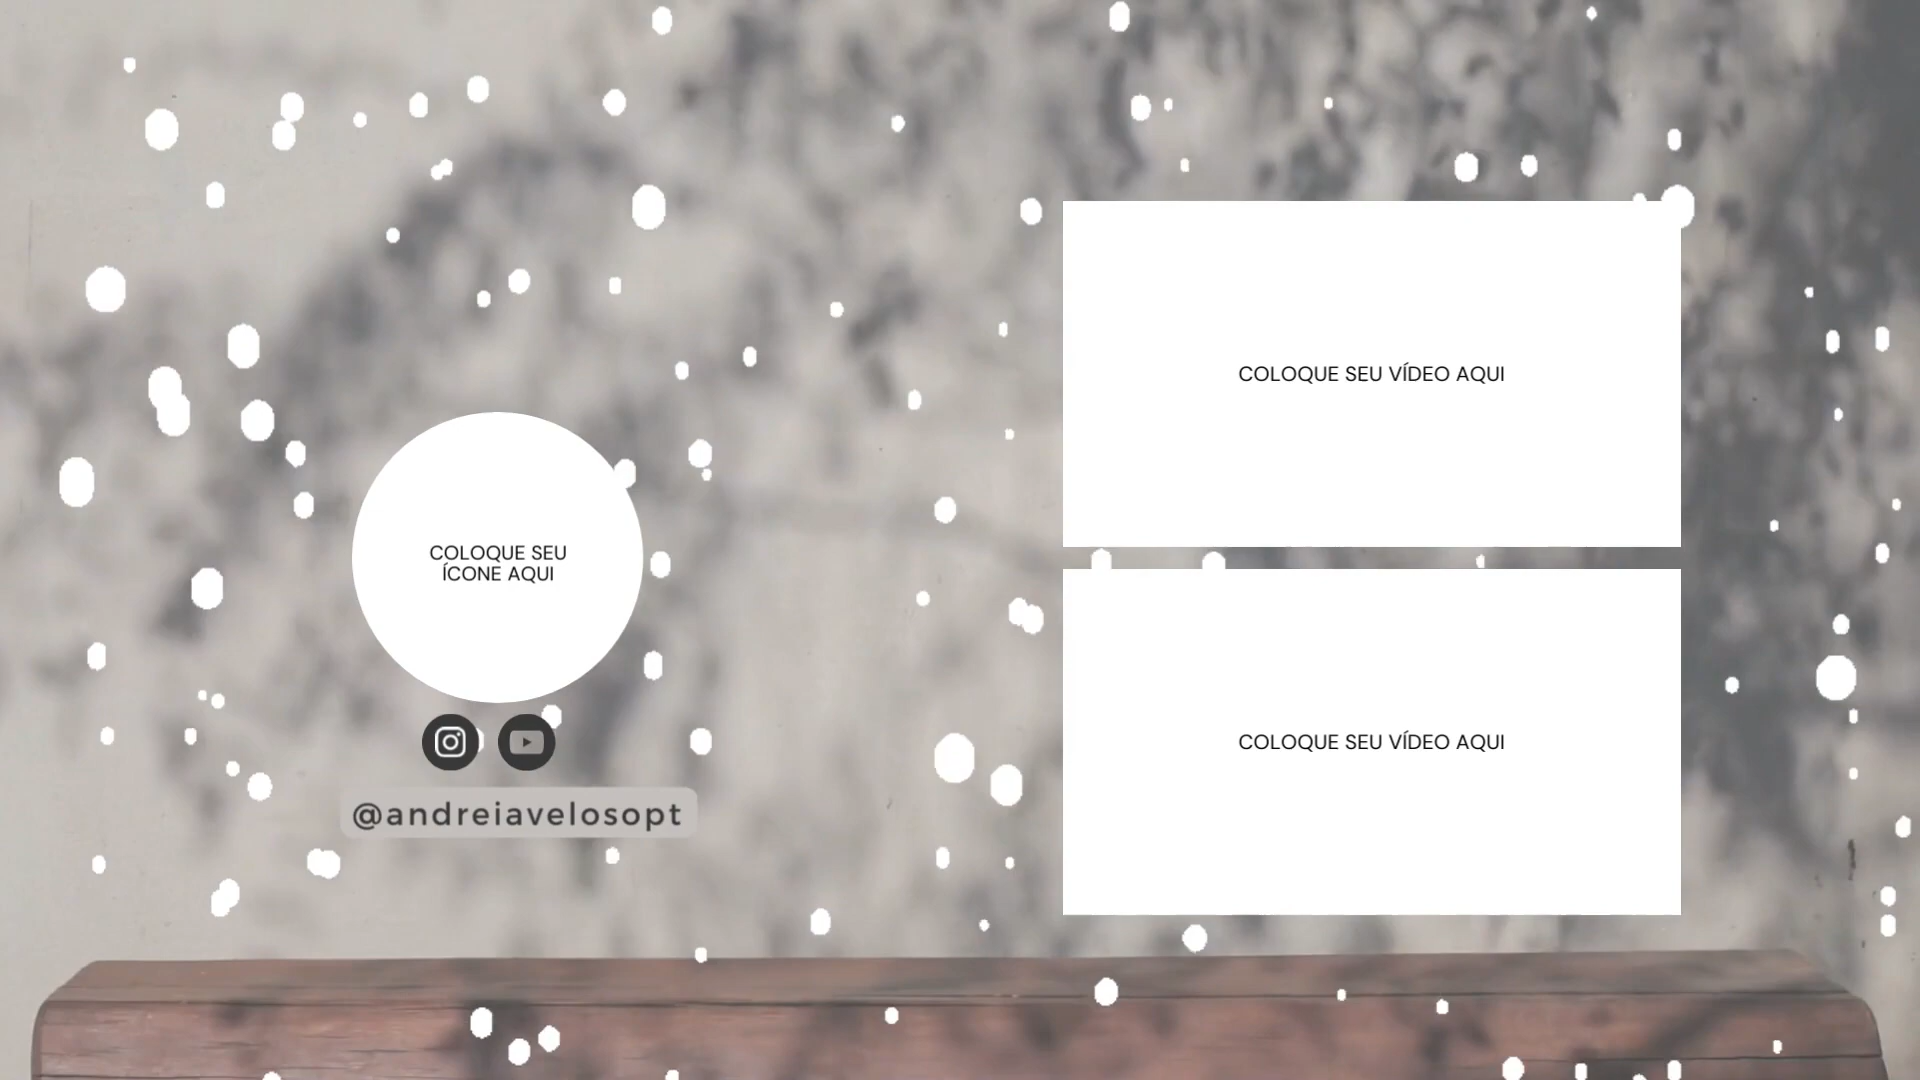 COLOQUE SEU VÍDEO AQUI
COLOQUE SEU
ÍCONE AQUI
COLOQUE SEU VÍDEO AQUI
@andreiavelosopt